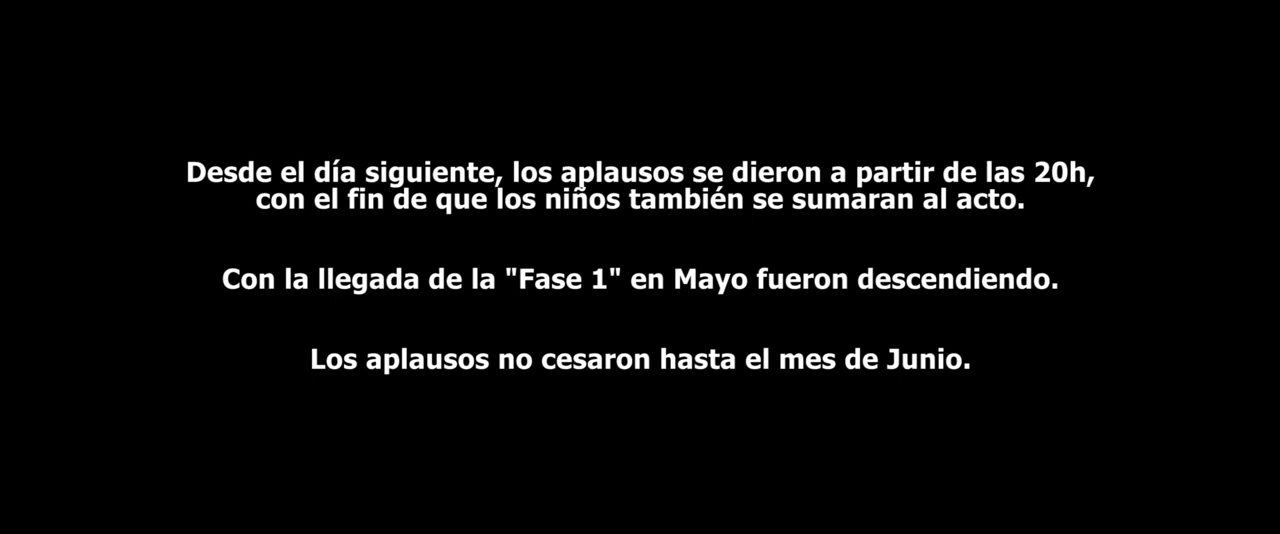 Desde el día siguiente, los aplausos se dieron a partir de las 20h,
con el fin de que los niños también se sumaran al acto.
Con la llegada de la "Fase 1" en Mayo fueron descendiendo.
Los aplausos no cesaron hasta el mes de Junio.